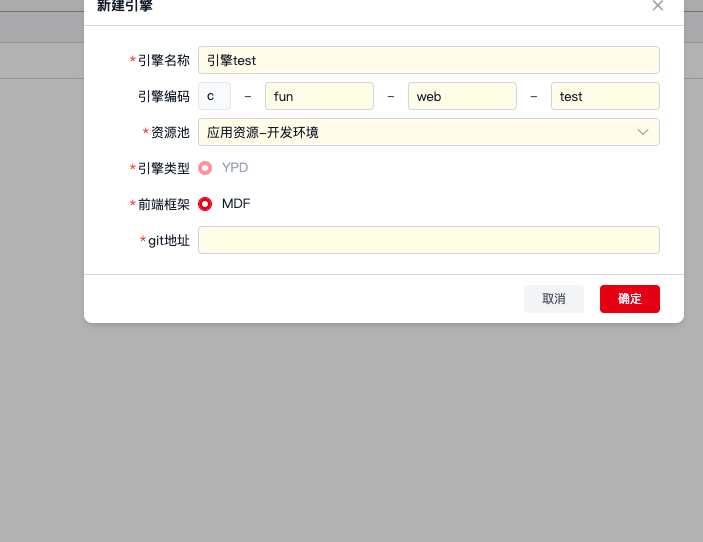 新建引擎
*引擎名称 引擎test
引擎编码 c – fun – web – test
*资源池 应用资源–开发环境
*引擎类型 YPD
*前端框架 MDF
*git地址
取消 确定